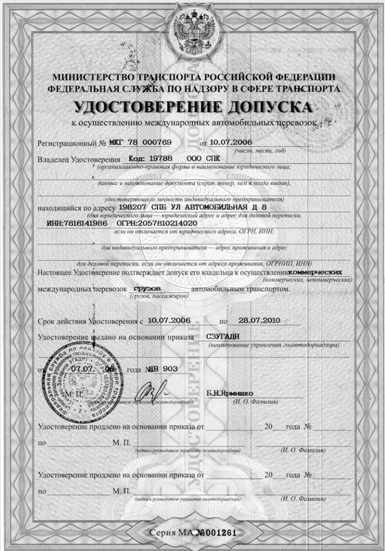 МИНИСТЕРСТВО ТРАНСПОРТА РОССИЙСКОЙ ФЕДЕРАЦИИ
ФЕДЕРАЛЬНАЯ СЛУЖБА ПО НАДЗОРУ В СФЕРЕ ТРАНСПОРТА
УДОСТОВЕРЕНИЕ ДОПУСКА
к осуществлению международных автомобильных перевозок
Регистрационный № МКГ 78 000769 от 10.07.2006
(число, месяц, год)
Владелец Удостоверения Код: 19788 ООО СПК
(организационно-правовая форма и наименование юридического лица;
данные и наименование документа (серия, номер, кем и когда выдан),
удостоверяющего личность индивидуального предпринимателя)
находящийся по адресу 198207 СПБ УЛ АВТОМОБИЛЬНАЯ Д 8
(для юридического лица — юридический адрес и адрес для деловой переписки,
ИНН:7816141986 ОГРН:2057810214020
если он отличается от юридического адреса, ОГРН, ИНН;
для индивидуального предпринимателя — адрес проживания и адрес
для деловой переписки, если он отличается от адреса проживания, ОГРНИП, ИНН)
Настоящее Удостоверение подтверждает допуск его владельца к осуществлению коммерческих
(коммерческих, некоммерческих)
международных перевозок грузов автомобильным транспортом.
(грузов, пассажиров)
Срок действия Удостоверения с 10.07.2006 по 28.07.2010
Удостоверение выдано на основании приказа СЗУГАДН
(наименование управления госавтодорнадзора)
от 07.07. 06 года № ПВ 903
М. П. Б.Н.Ярмишко
(И. О. Фамилия)
Удостоверение продлено на основании приказа от 20 года №
по М. П.
(подпись руководителя управления госавтодорнадзора) (И. О. Фамилия)
Удостоверение продлено на основании приказа от 20 года №
по М. П.
(подпись руководителя управления госавтодорнадзора) (И. О. Фамилия)
Серия МА №001261